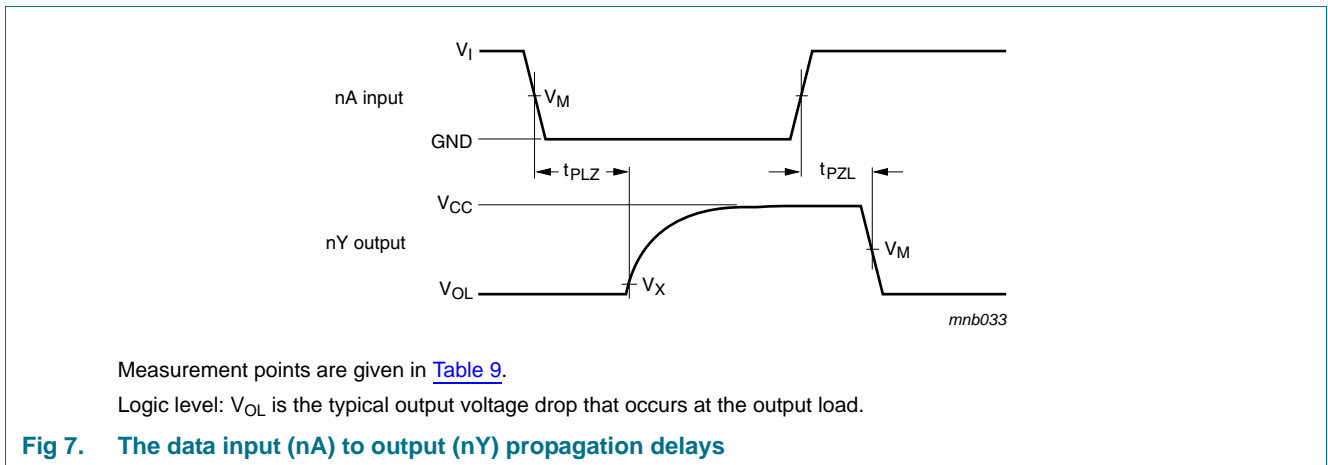 VI
nA input
VM
GND
tPLZ
tPZL
VCC
nY output
VM
VOL
VX
mnb033
Measurement points are given in Table 9.
Logic level: VOL is the typical output voltage drop that occurs at the output load.
Fig 7. The data input (nA) to output (nY) propagation delays